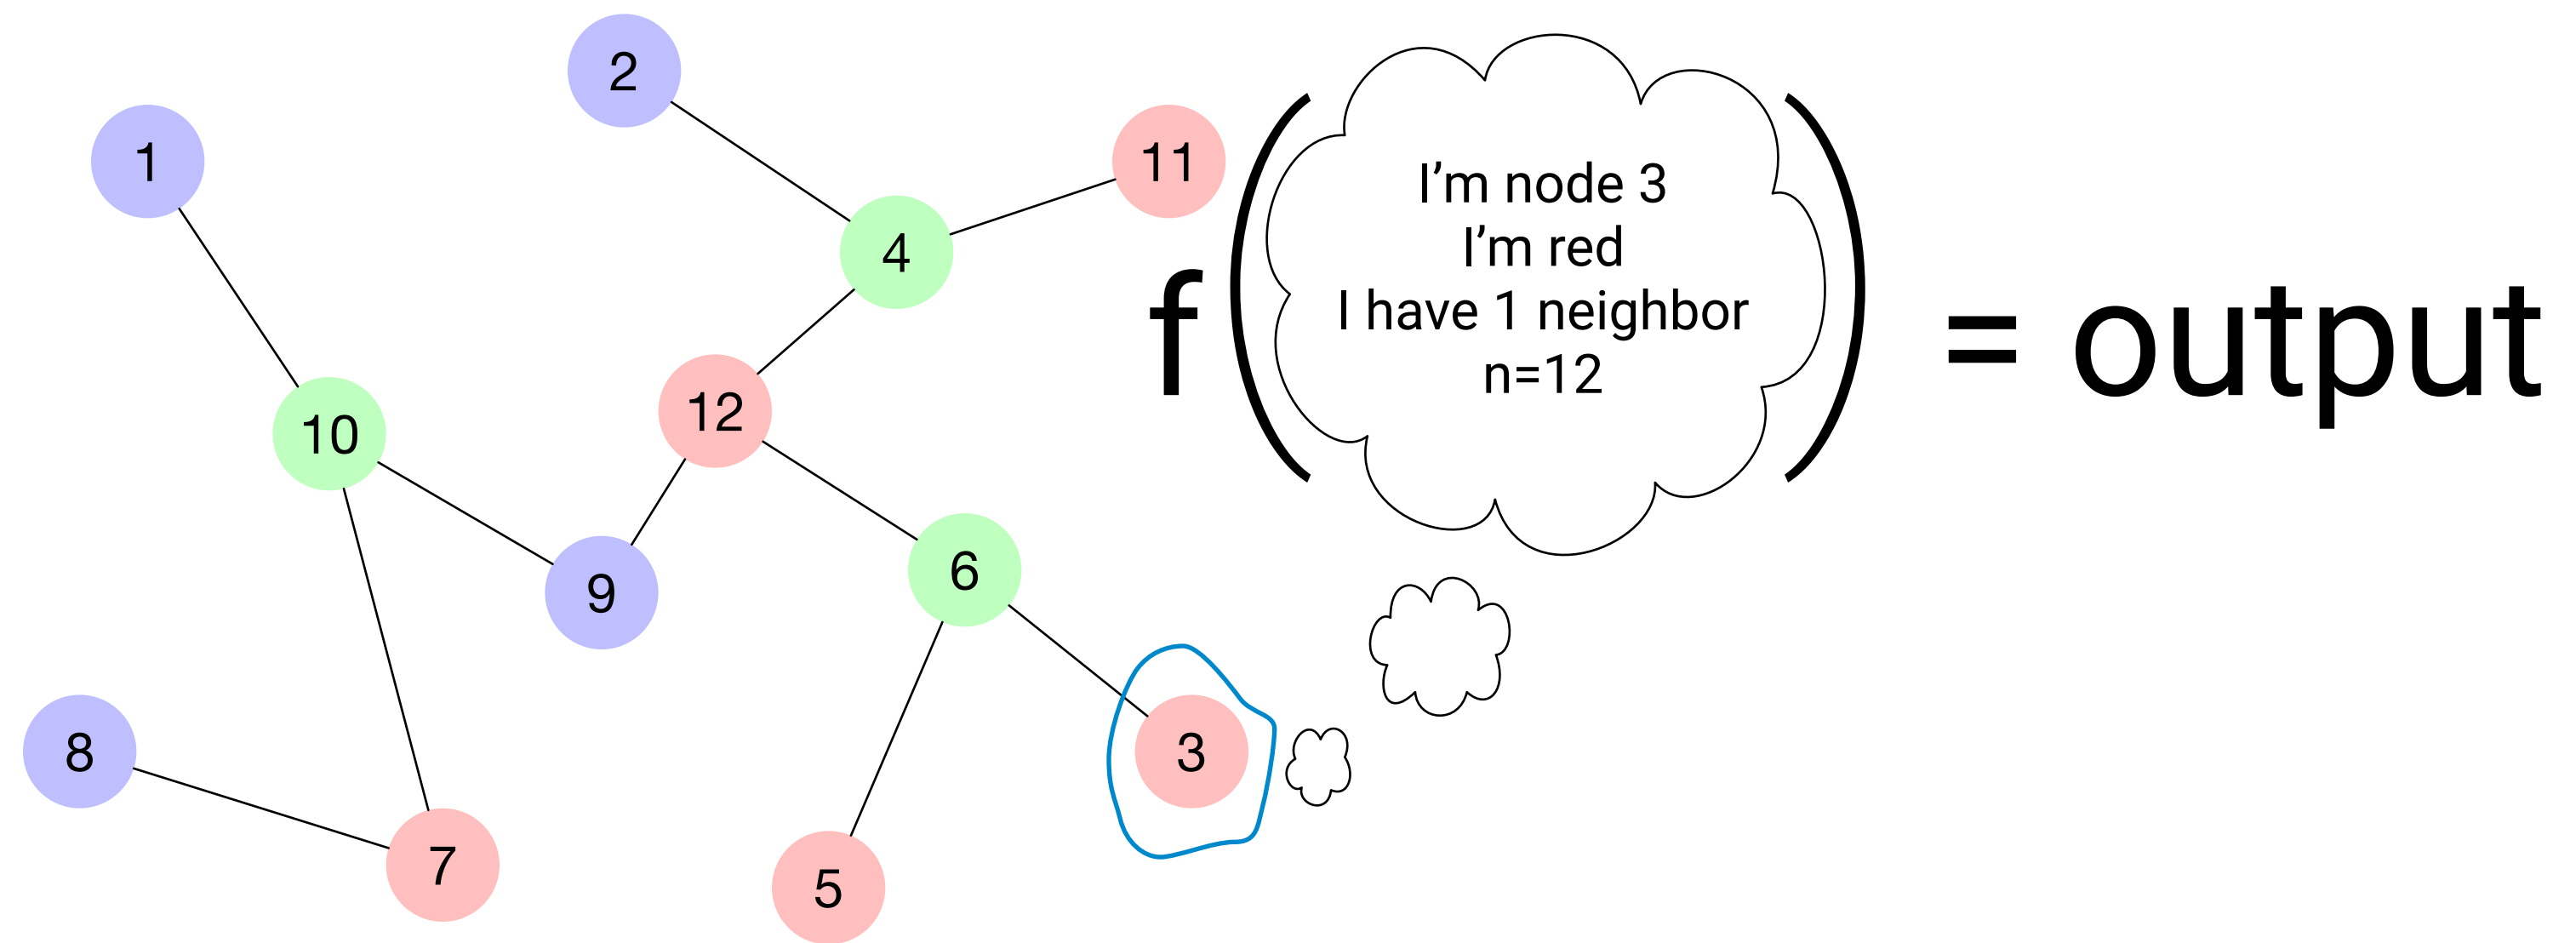 2
1
11
4
10
12
6
9
8
3
7
5
f
I'm node 3
I'm red
I have 1 neighbor
n=12
= output